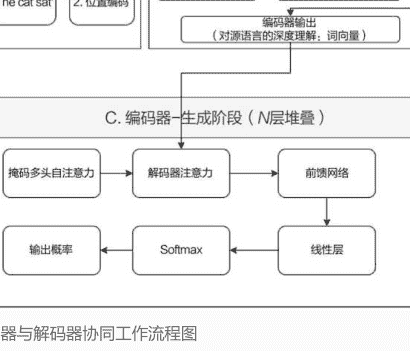 he cat sat
2. 位置编码
编码器输出
（对源语言的深度理解；词向量）
C. 编码器-生成阶段（N层堆叠）
掩码多头自注意力
解码器注意力
前馈网络
输出概率
Softmax
线性层
器与解码器协同工作流程图